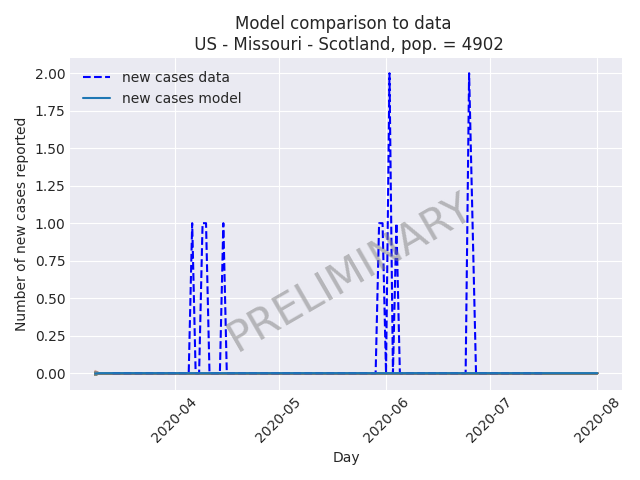 Model comparison to data
US - Missouri - Scotland, pop. = 4902
new cases data
new cases model
Number of new cases reported
2.00
1.75
1.50
1.25
1.00
0.75
0.50
0.25
0.00
PRELIMINARY
2020-04
2020-05
2020-06
2020-07
2020-08
Day